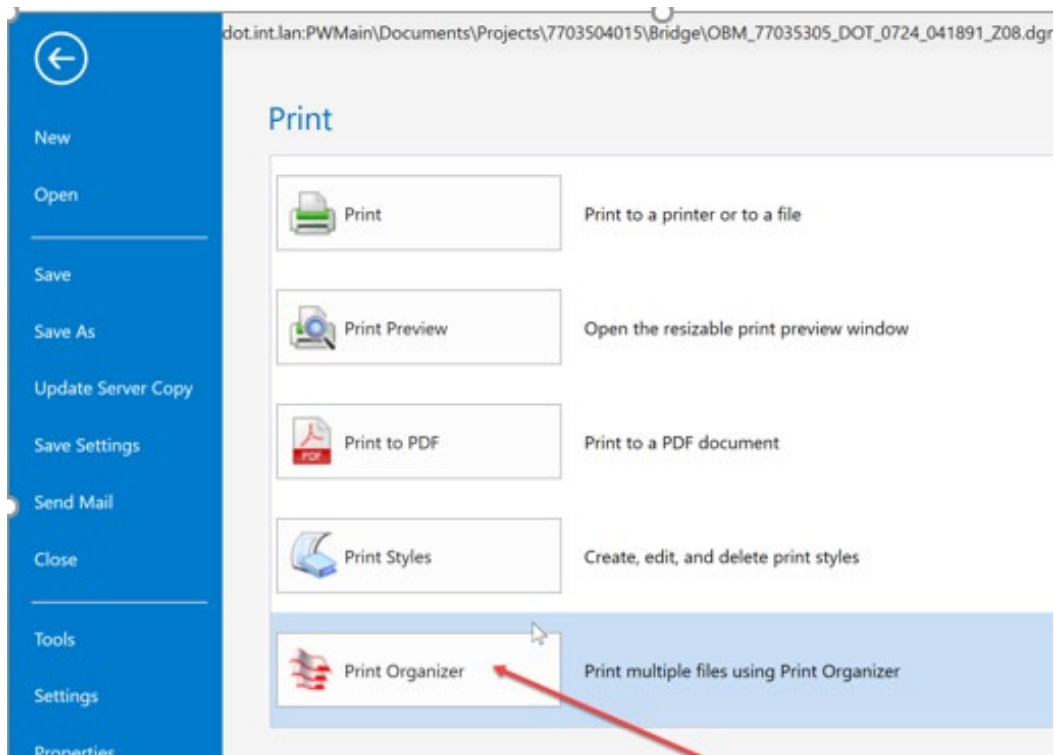 dot.int.lan:PWMain\Documents\Projects\7703504015\Bridge\OBM_77035305_DOT_0724_041891_Z08.dgn
Print
New
Open
Save
Save As
Update Server Copy
Save Settings
Send Mail
Close
Tools
Settings
Properties
Print
Print to a printer or to a file
Print Preview
Open the resizable print preview window
PDF
Print to PDF
Print to a PDF document
Print Styles
Create, edit, and delete print styles
Print Organizer
Print multiple files using Print Organizer